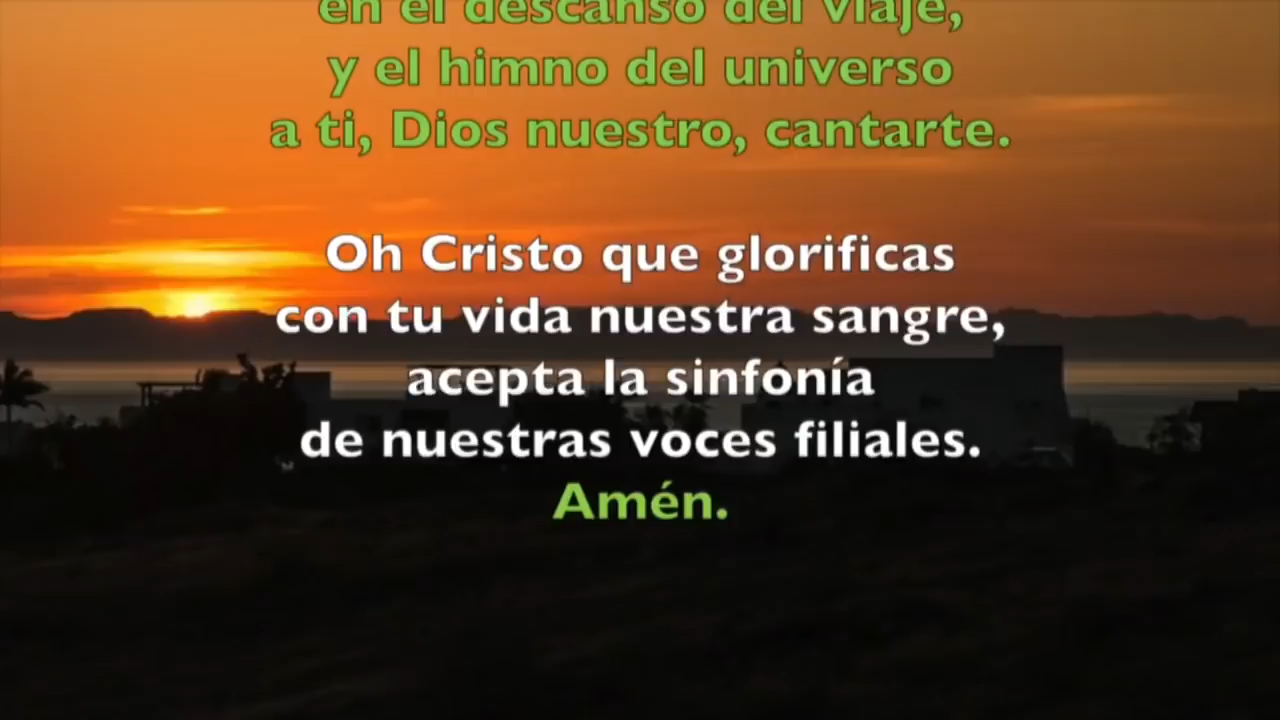 en el descanso del viaje,
y el himno del universo
a ti, Dios nuestro, cantarte.
Oh Cristo que glorificas
con tu vida nuestra sangre,
acepta la sinfonía
de nuestras voces filiales.
Amén.